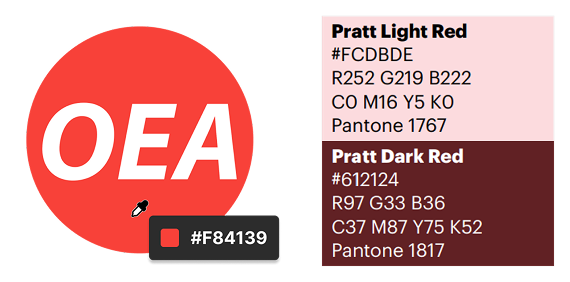 OEA
#F84139
Pratt Light Red
#FCDBDE
R252 G219 B222
C0 M16 Y5 K0
Pantone 1767
Pratt Dark Red
#612124
R97 G33 B36
C37 M87 Y75 K52
Pantone 1817